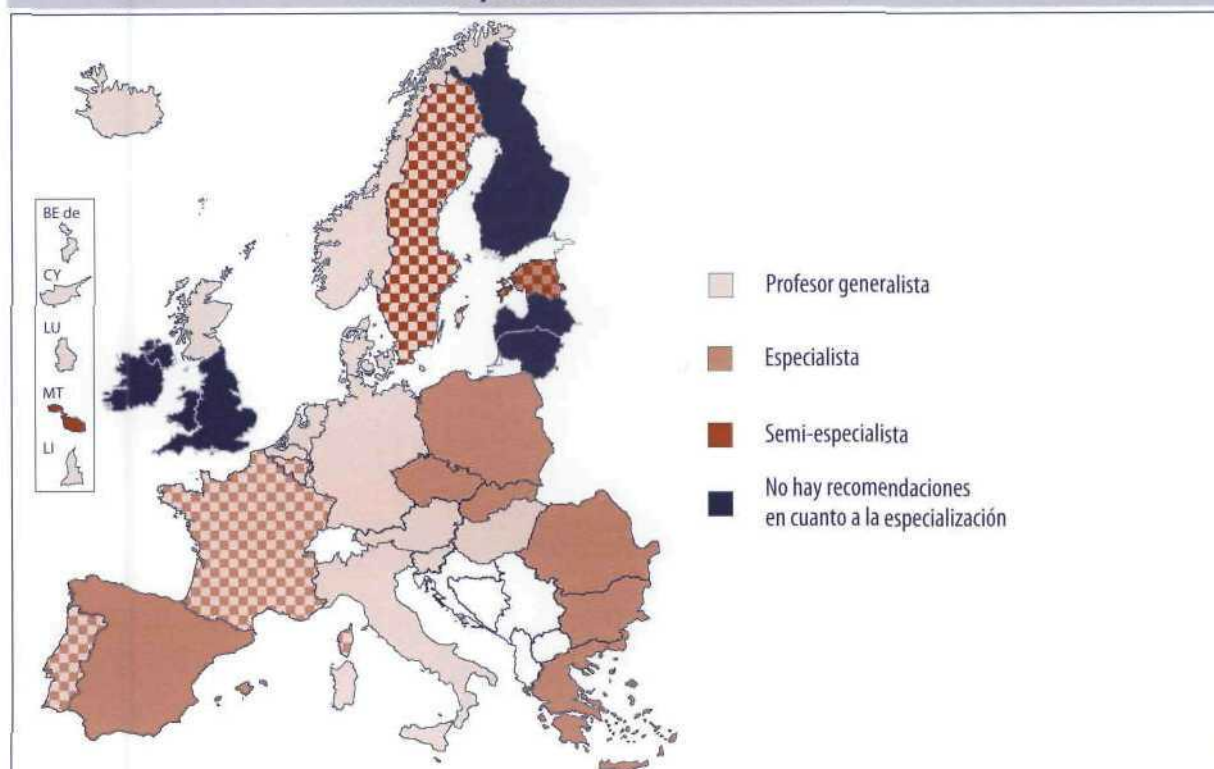 BE de
CY
LU
MT
LI
Profesor generalista
Especialista
Semi-especialista
No hay recomendaciones
en cuanto a la especialización